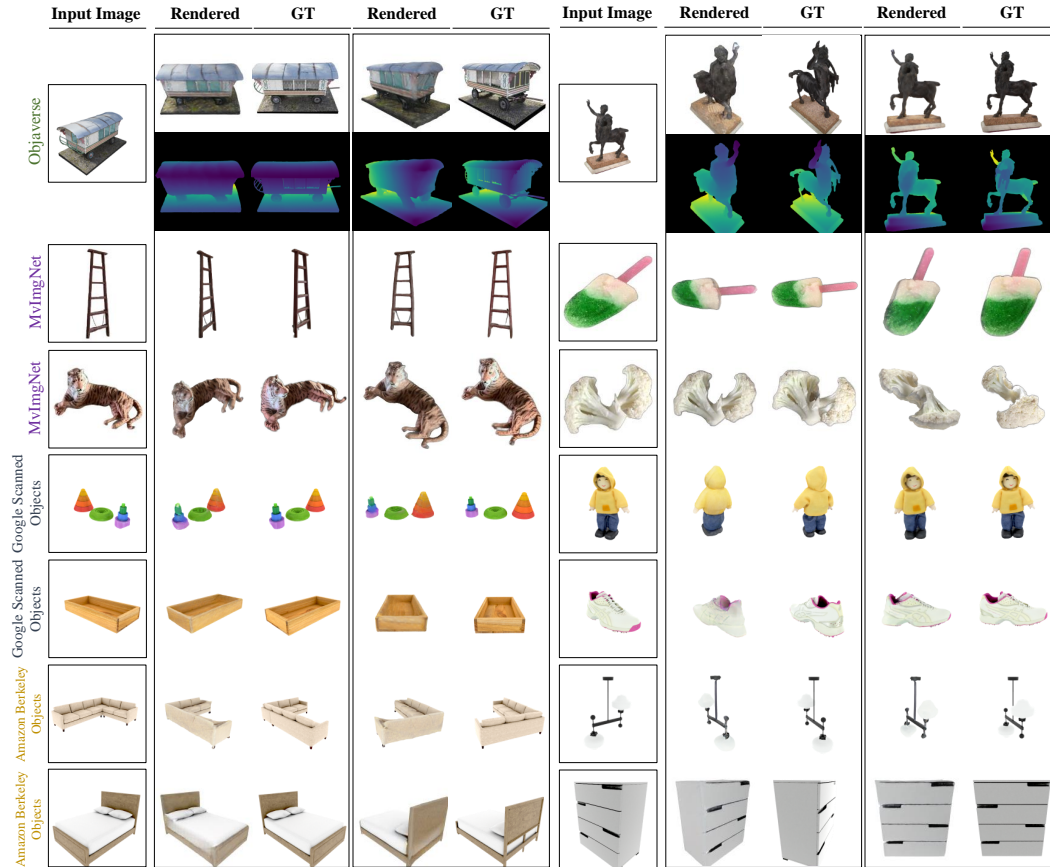 Input Image Rendered GT Rendered GT Input Image Rendered GT Rendered GT
Objaverse
MvImgNet
MvImgNet
Google Scanned
Objects
Google Scanned
Objects
Amazon Berkeley
Objects
Amazon Berkeley
Objects